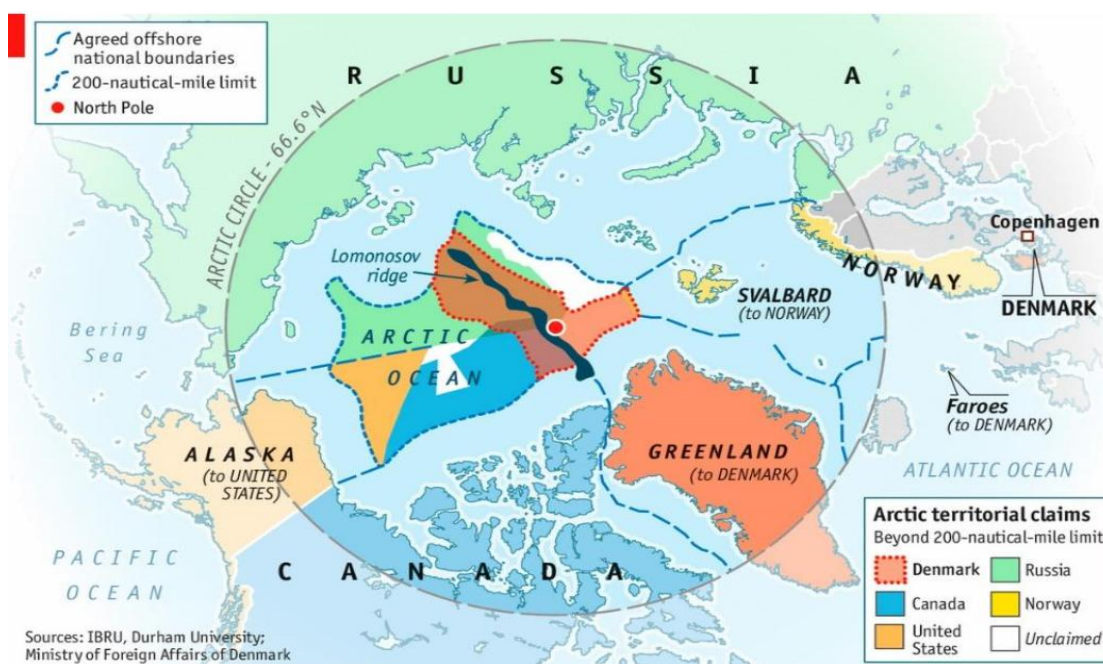 Agreed offshore
national boundaries
200-nautical-mile limit
North Pole
R U S S I A
ARCTIC CIRCLE - 66.6°N
Lomonosov
ridge
Copenhagen
NORWAY
DENMARK
SVALBARD
(to NORWAY)
ARCTIC
OCEAN
Bering
Sea
Faroes
(to DENMARK)
ALASKA
(to UNITED
STATES)
GREENLAND
(to DENMARK)
ATLANTIC OCEAN
PACIFIC
OCEAN
C A N A D A
Arctic territorial claims
Beyond 200-nautical-mile limit
Denmark
Russia
Canada
Norway
United
States
Unclaimed
Sources: IBRU, Durham University;
Ministry of Foreign Affairs of Denmark